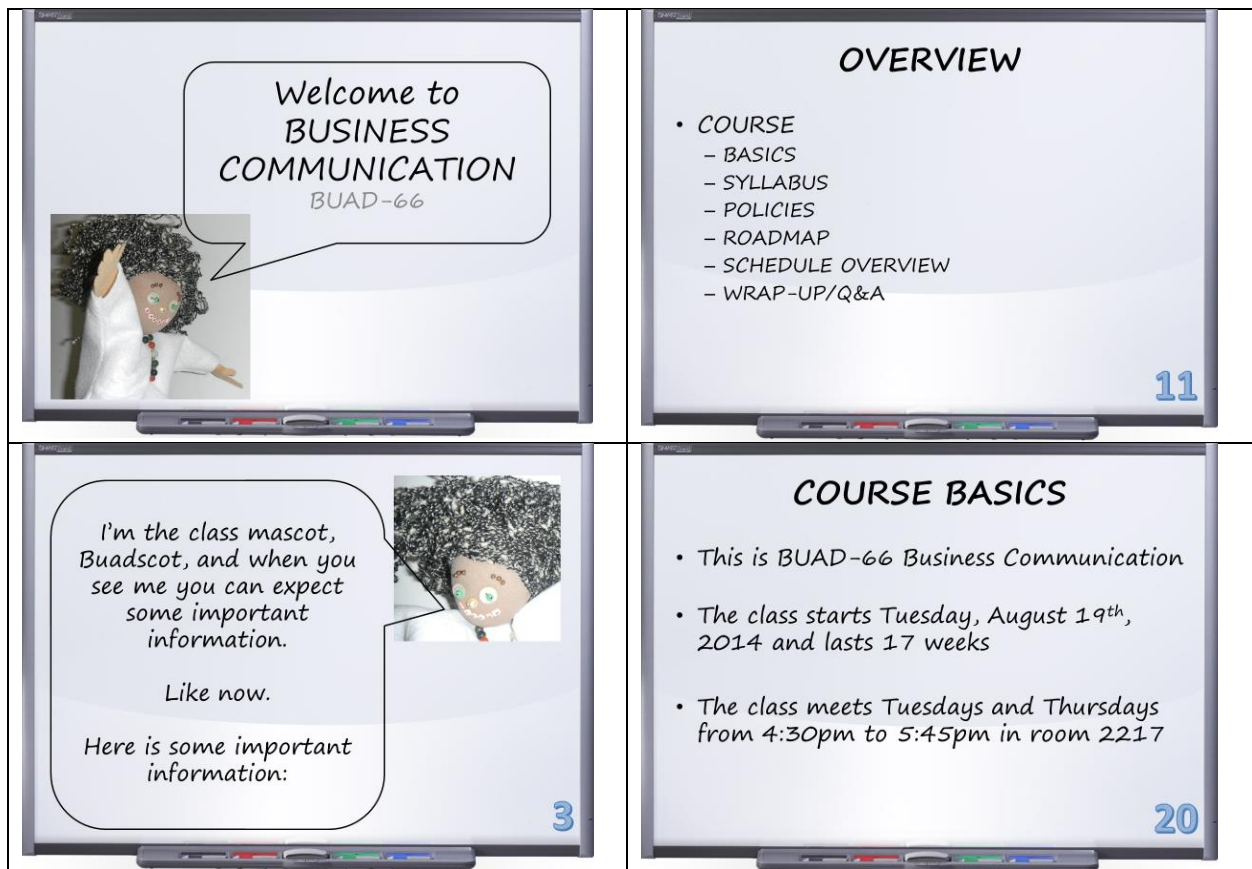 Welcome to
BUSINESS
COMMUNICATION
BUAD-66
OVERVIEW
• COURSE
– BASICS
– SYLLABUS
– POLICIES
– ROADMAP
– SCHEDULE OVERVIEW
– WRAP-UP/Q&A
11
I'm the class mascot,
Buadscot, and when you
see me you can expect
some important
information.
Like now.
Here is some important
information:
3
COURSE BASICS
• This is BUAD-66 Business Communication
• The class starts Tuesday, August 19th,
2014 and lasts 17 weeks
• The class meets Tuesdays and Thursdays
from 4:30pm to 5:45pm in room 2217
20